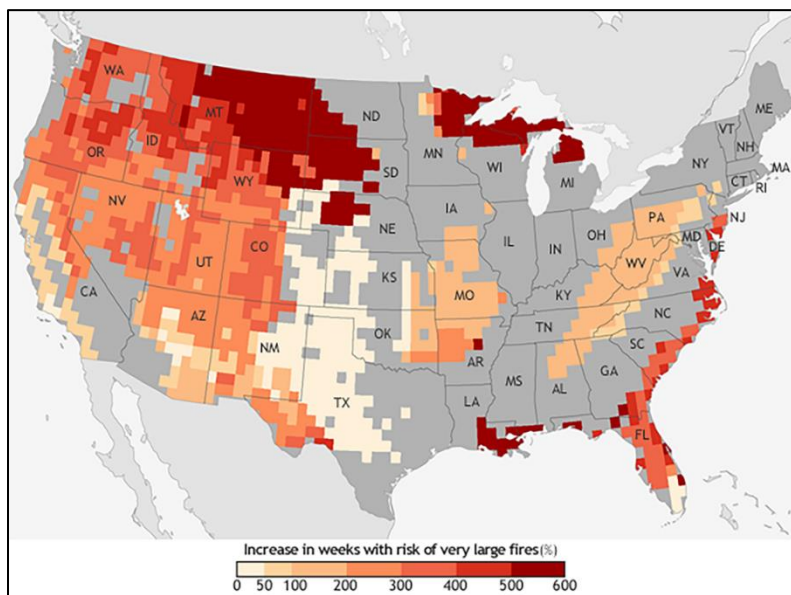 WA
MT
ND
ME
VT
NH
OR
ID
MN
WI
MI
NY
MA
CT
RI
WY
SD
IA
NE
PA
NJ
NV
UT
CO
IL
IN
OH
MD
DE
WV
VA
CA
KS
MO
KY
AZ
NM
OK
AR
TN
NC
SC
TX
LA
MS
AL
GA
FL
Increase in weeks with risk of very large fires(%)
0 50 100 200 300 400 500 600